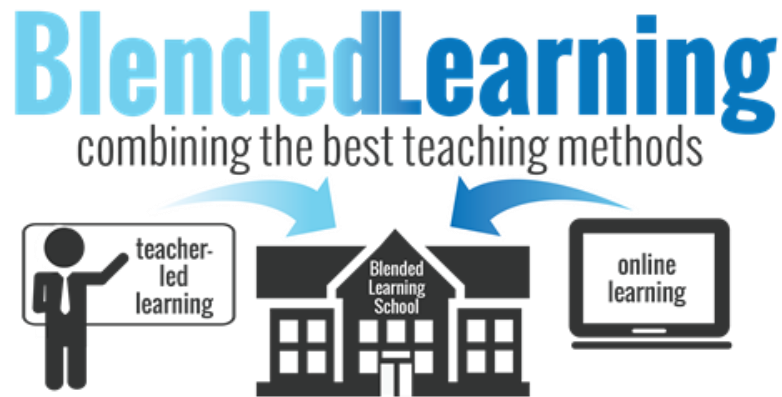 BlendedLearning
combining the best teaching methods
teacher-
led
learning
Blended
Learning
School
online
learning